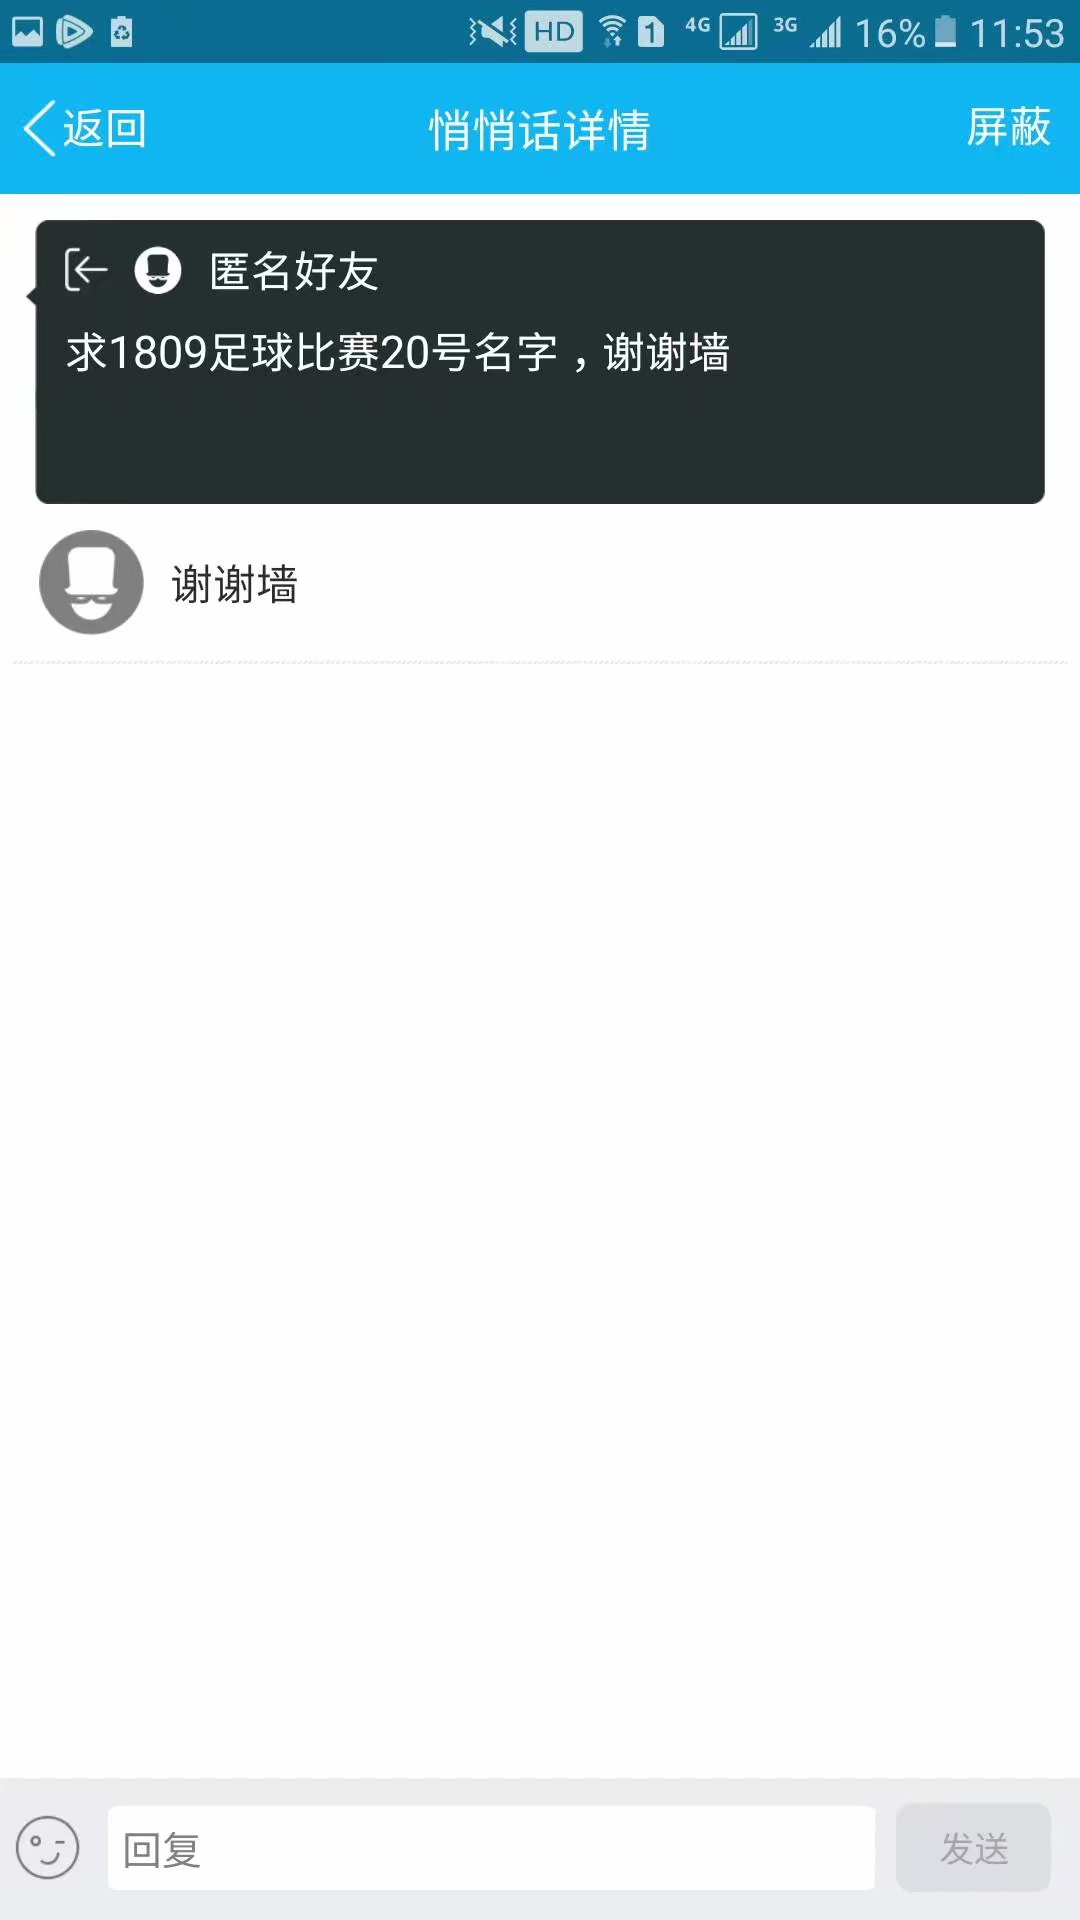 HD 1 4G 3G 16% 11:53
返回 悄悄话详情 屏蔽
匿名好友
求1809足球比赛20号名字，谢谢墙
谢谢墙
回复 发送